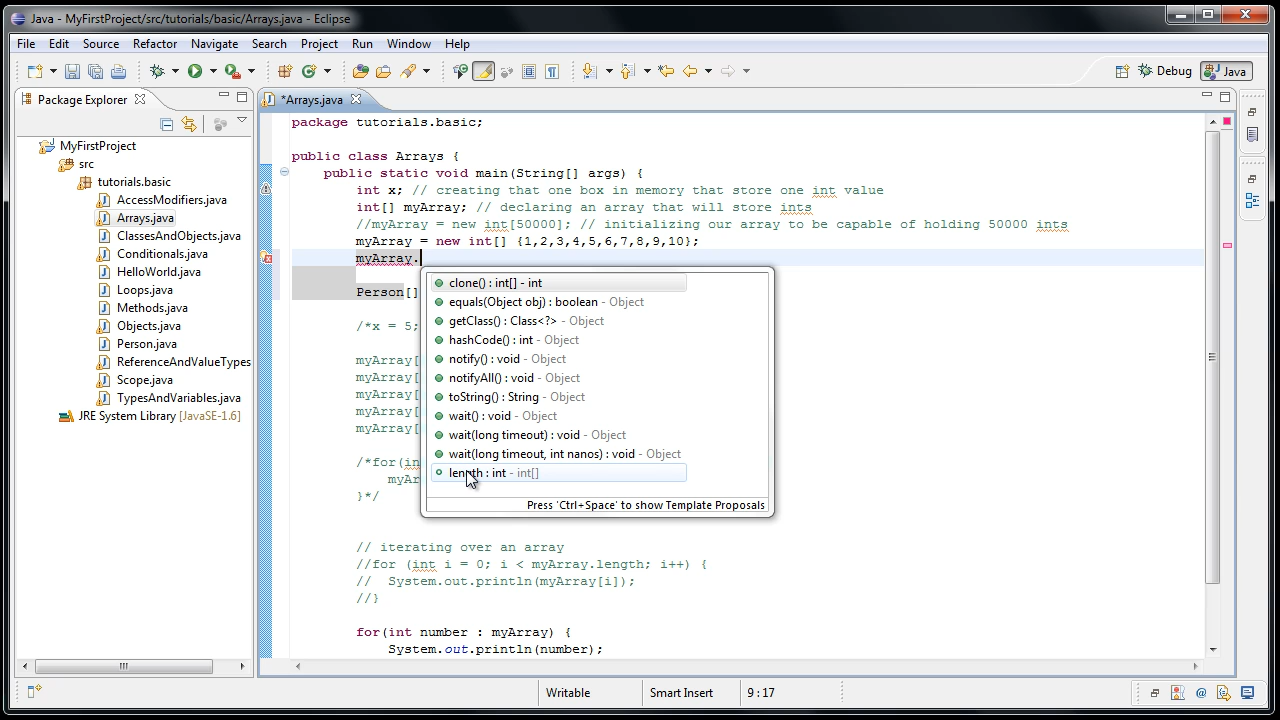 Java - MyFirstProject/src/tutorials/basic/Arrays.java - Eclipse
File Edit Source Refactor Navigate Search Project Run Window Help
Debug Java
Package Explorer
*Arrays.java
MyFirstProject
src
tutorials.basic
AccessModifiers.java
Arrays.java
ClassesAndObjects.java
Conditionals.java
HelloWorld.java
Loops.java
Methods.java
Objects.java
Person.java
ReferenceAndValueTypes
Scope.java
TypesAndVariables.java
JRE System Library [JavaSE-1.6]
package tutorials.basic;
public class Arrays {
public static void main(String[] args) {
int x; // creating that one box in memory that store one int value
int[] myArray; // declaring an array that will store ints
//myArray = new int[50000]; // initializing our array to be capable of holding 50000 ints
myArray = new int[] {1,2,3,4,5,6,7,8,9,10};
myArray.
Person[]
/*x = 5;
myArray[
myArray[
myArray[
myArray[
myArray[
/*for(int
myAr
}*/
// iterating over an array
//for (int i = 0; i < myArray.length; i++) {
// System.out.println(myArray[i]);
//}
for(int number : myArray) {
System.out.println(number);
clone() : int[] - int
equals(Object obj) : boolean - Object
getClass() : Class<?> - Object
hashCode() : int - Object
notify() : void - Object
notifyAll() : void - Object
toString() : String - Object
wait() : void - Object
wait(long timeout) : void - Object
wait(long timeout, int nanos) : void - Object
length : int - int[]
Press 'Ctrl+Space' to show Template Proposals
Writable Smart Insert 9 : 17